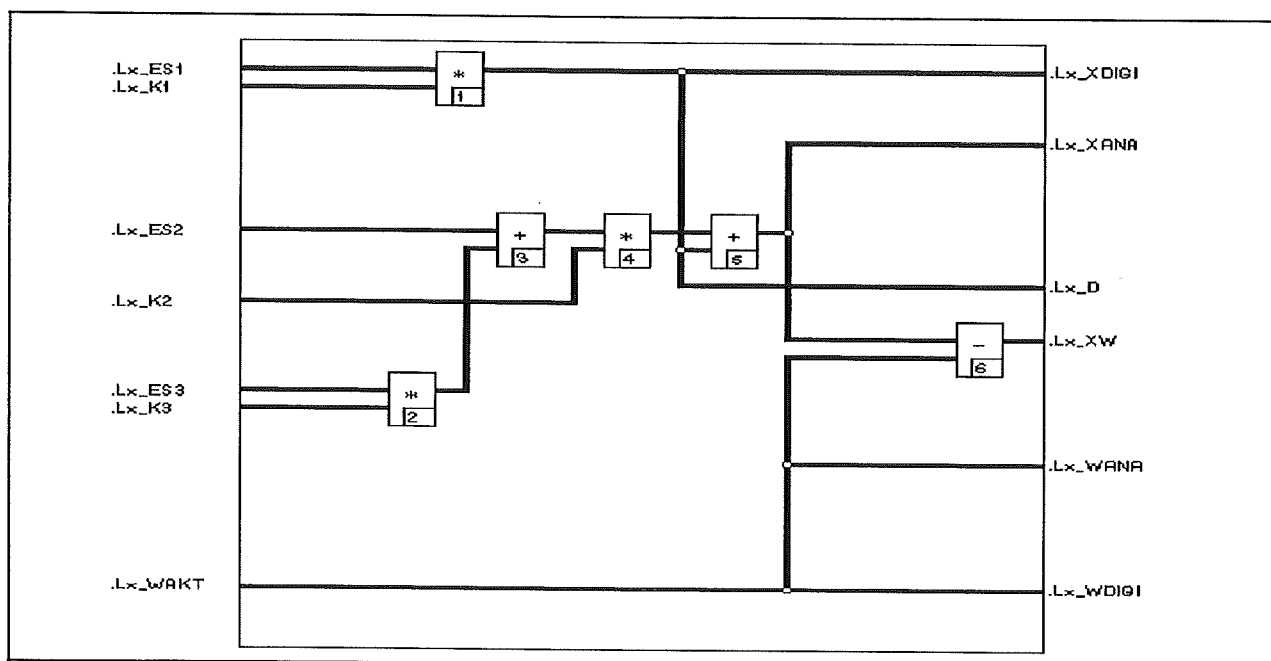 .Lx_ES1
.Lx_K1
*
1
.Lx_XDIGI
.Lx_XANA
.Lx_ES2
+
3
*
4
+
5
.Lx_K2
.Lx_D
-
6
.Lx_XW
.Lx_ES3
.Lx_K3
*
2
.Lx_WANA
.Lx_WAKT
.Lx_WDIGI